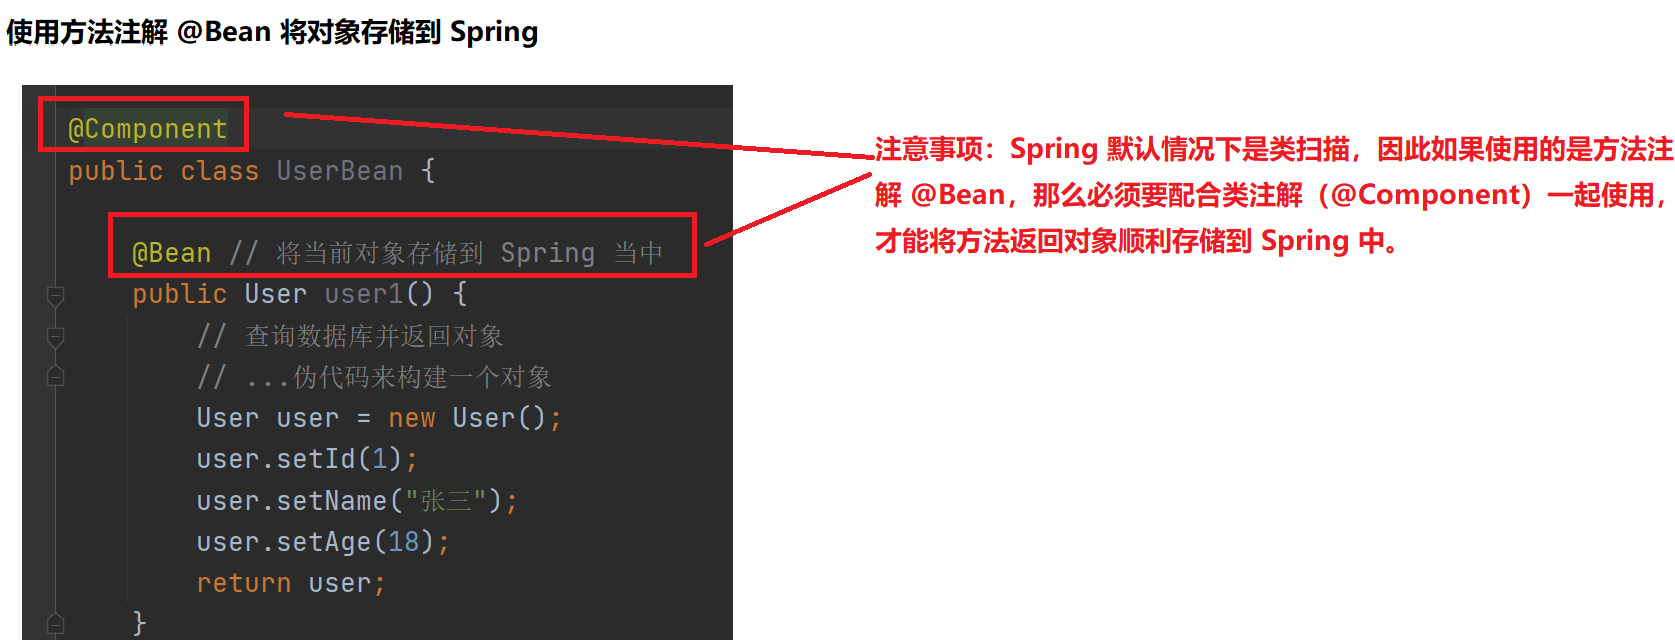 使用方法注解 @Bean 将对象存储到 Spring
@Component
public class UserBean {
@Bean // 将当前对象存储到 Spring 当中
public User user1() {
// 查询数据库并返回对象
// ...伪代码来构建一个对象
User user = new User();
user.setId(1);
user.setName("张三");
user.setAge(18);
return user;
}
注意事项：Spring 默认情况下是类扫描，因此如果使用的是方法注
解 @Bean，那么必须要配合类注解（@Component）一起使用，
才能将方法返回对象顺利存储到 Spring 中。